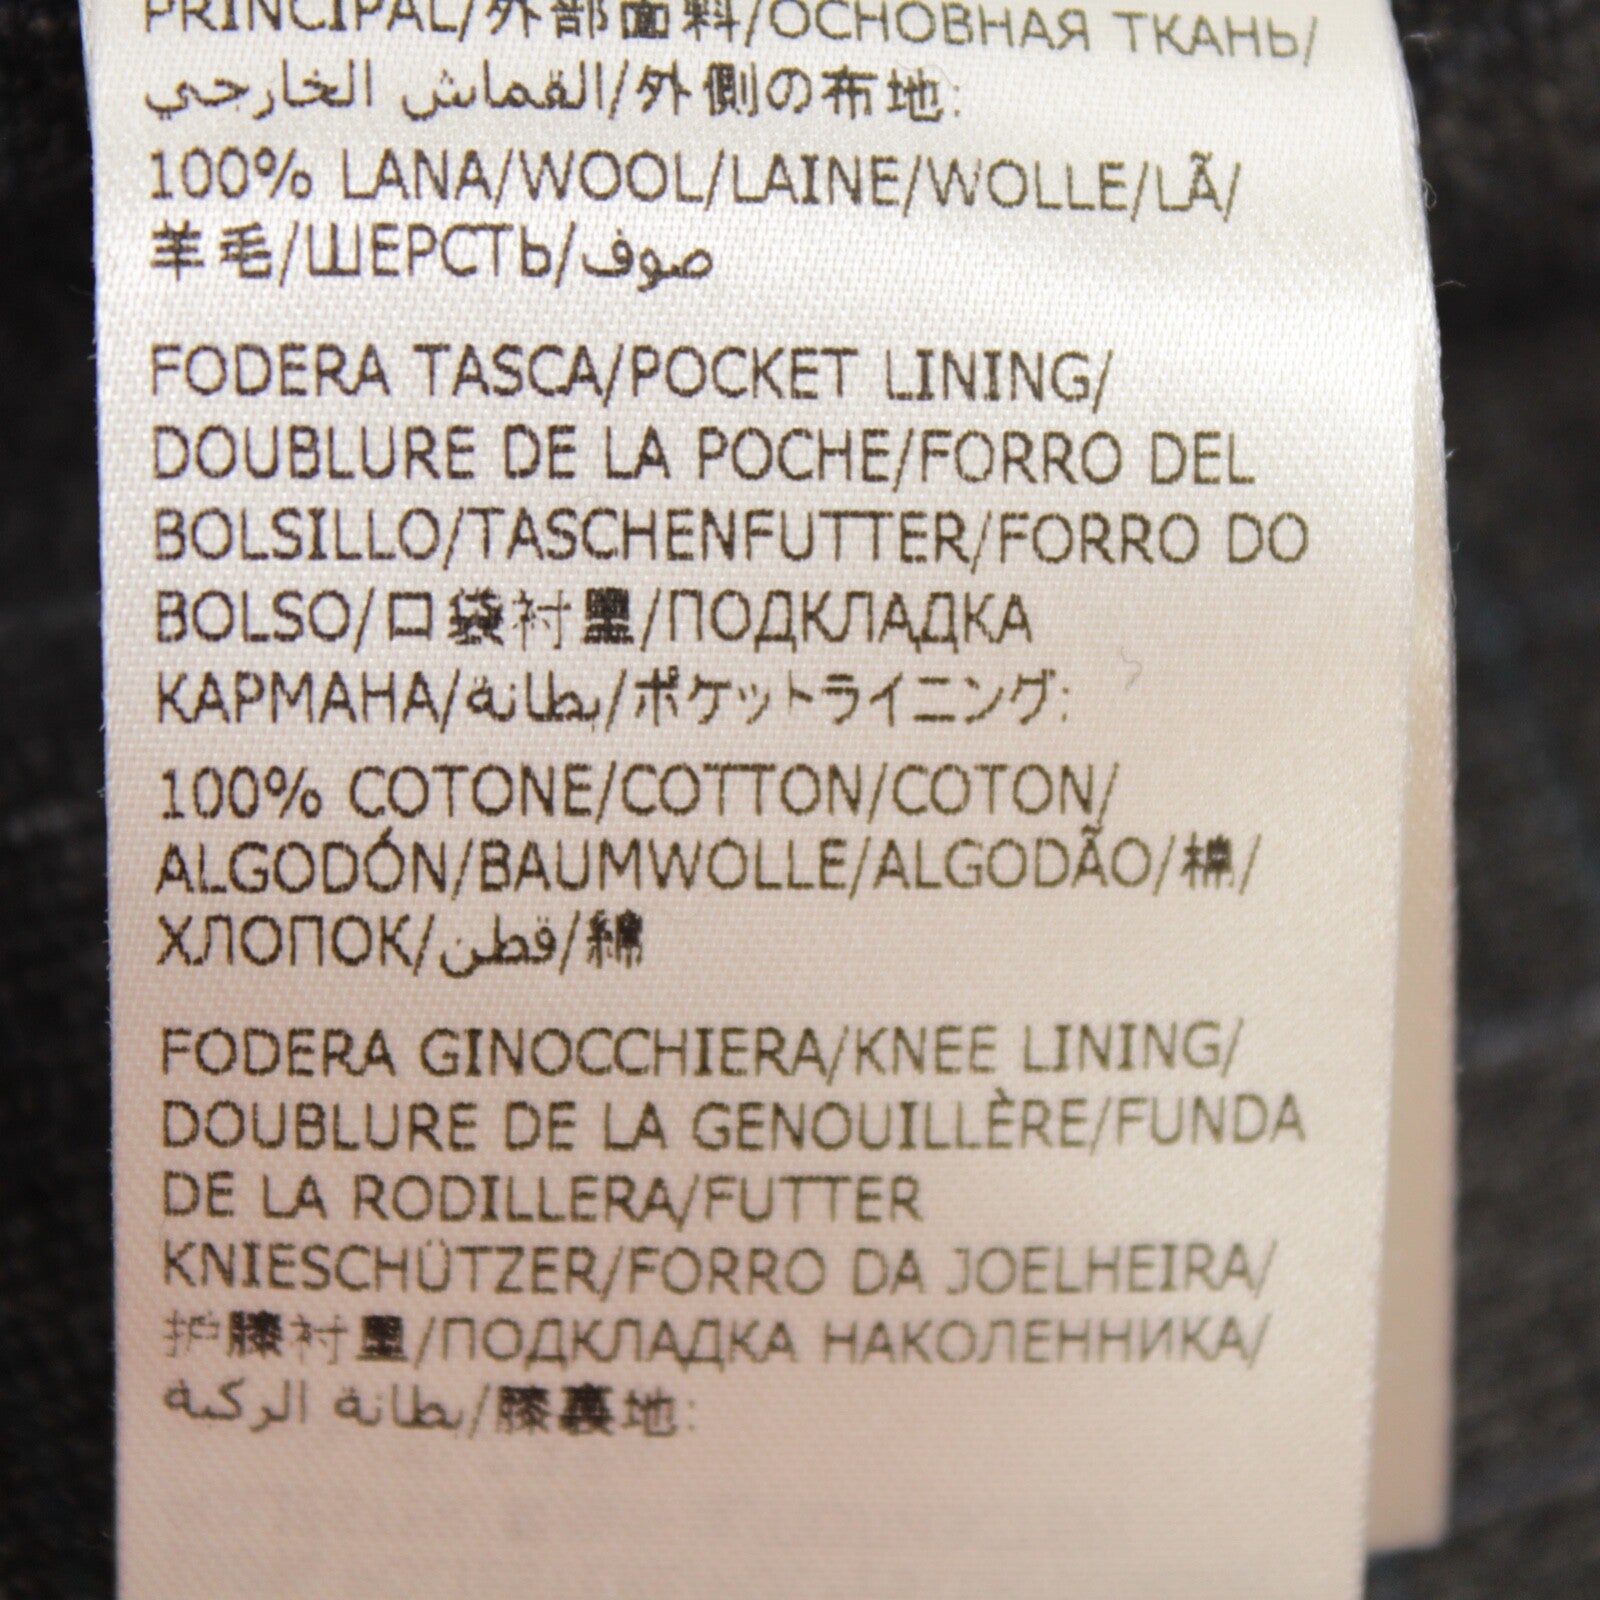 PRINCIPAL/外部面料/ОСНОВНАЯ ТКАНЬ/
القماش الخارجي/外側の布地:
100% LANA/WOOL/LAINE/WOLLE/LÃ/
羊毛/ШЕРСТЬ/صوف
FODERA TASCA/POCKET LINING/
DOUBLURE DE LA POCHE/FORRO DEL
BOLSILLO/TASCHENFUTTER/FORRO DO
BOLSO/口袋衬里/ПОДКЛАДКА
КАРМАНА/بطانة/ポケットライニング:
100% COTONE/COTTON/COTON/
ALGODÓN/BAUMWOLLE/ALGODÃO/棉/
ХЛОПОК/قطن/綿
FODERA GINOCCHIERA/KNEE LINING/
DOUBLURE DE LA GENOUILLÈRE/FUNDA
DE LA RODILLERA/FUTTER
KNIESCHÜTZER/FORRO DA JOELHEIRA/
护膝衬里/ПОДКЛАДКА НАКОЛЕННИКА/
بطانة الركبة/膝裏地: